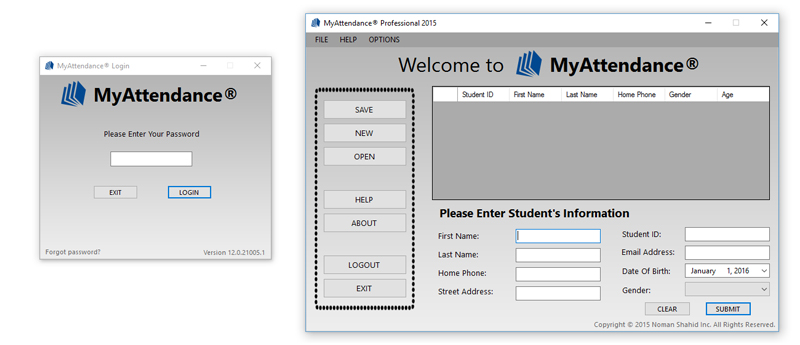 MyAttendance® Login
MyAttendance®
Please Enter Your Password
EXIT
LOGIN
Forgot password?
Version 12.0.21005.1
MyAttendance® Professional 2015
FILE HELP OPTIONS
Welcome to MyAttendance®
SAVE
NEW
OPEN
HELP
ABOUT
LOGOUT
EXIT
Student ID First Name Last Name Home Phone Gender Age
Please Enter Student's Information
First Name:
Last Name:
Home Phone:
Street Address:
Student ID:
Email Address:
Date Of Birth: January 1, 2016
Gender:
CLEAR
SUBMIT
Copyright © 2015 Noman Shahid Inc. All Rights Reserved.